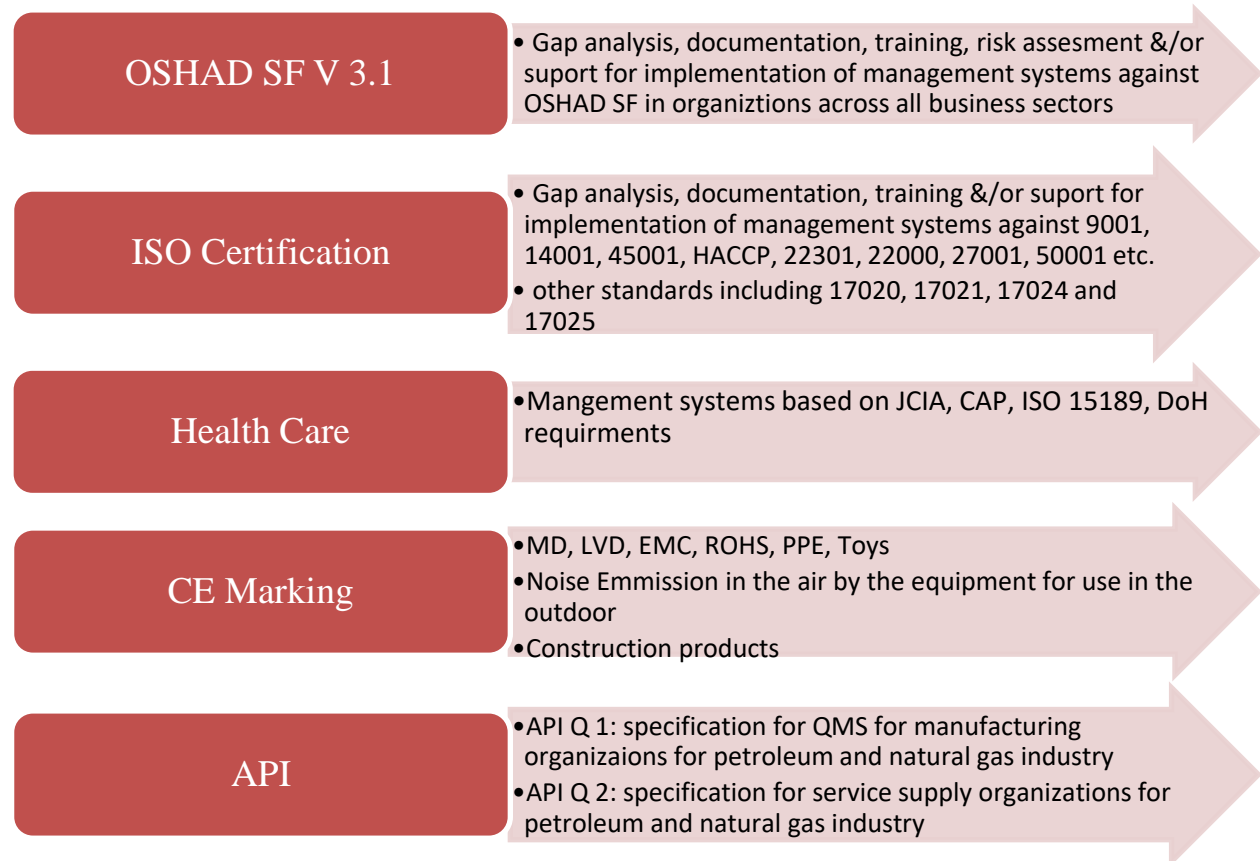 OSHAD SF V 3.1
• Gap analysis, documentation, training, risk assesment &/or
suport for implementation of management systems against
OSHAD SF in organiztions across all business sectors
ISO Certification
• Gap analysis, documentation, training &/or suport for
implementation of management systems against 9001,
14001, 45001, HACCP, 22301, 22000, 27001, 50001 etc.
• other standards including 17020, 17021, 17024 and
17025
Health Care
•Mangement systems based on JCIA, CAP, ISO 15189, DoH
requirments
CE Marking
•MD, LVD, EMC, ROHS, PPE, Toys
•Noise Emmission in the air by the equipment for use in the
outdoor
•Construction products
API
•API Q 1: specification for QMS for manufacturing
organizaions for petroleum and natural gas industry
•API Q 2: specification for service supply organizations for
petroleum and natural gas industry